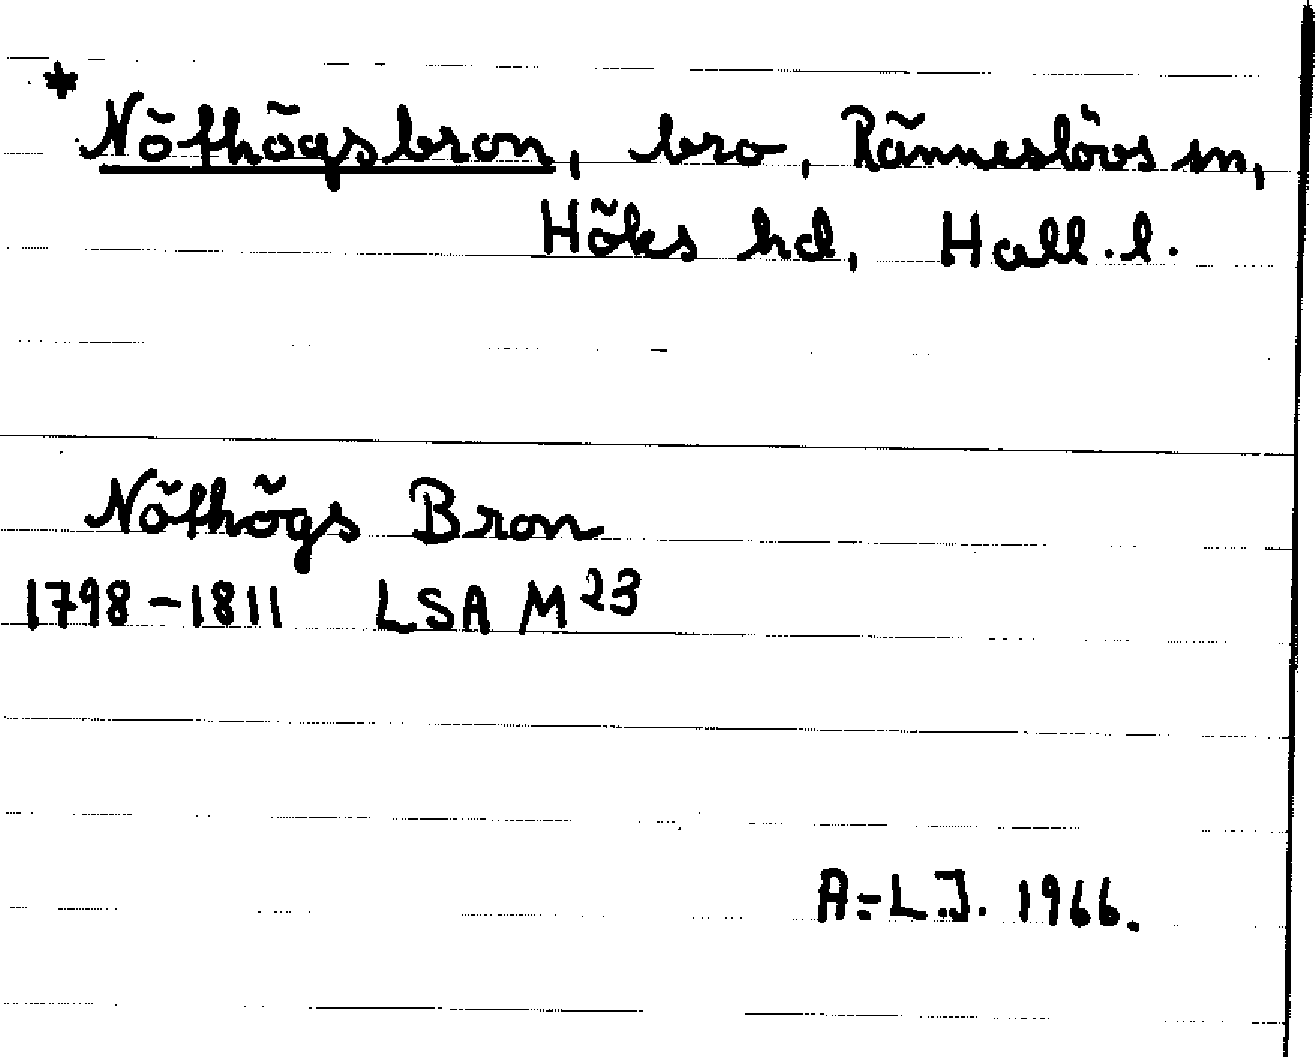 * Nöthögsbron, bro, Ränneslövs sn,
Höks hd, Hall. l.
Nöthögs Bron
1798-1811 LSA M23
A-L.J. 1966.